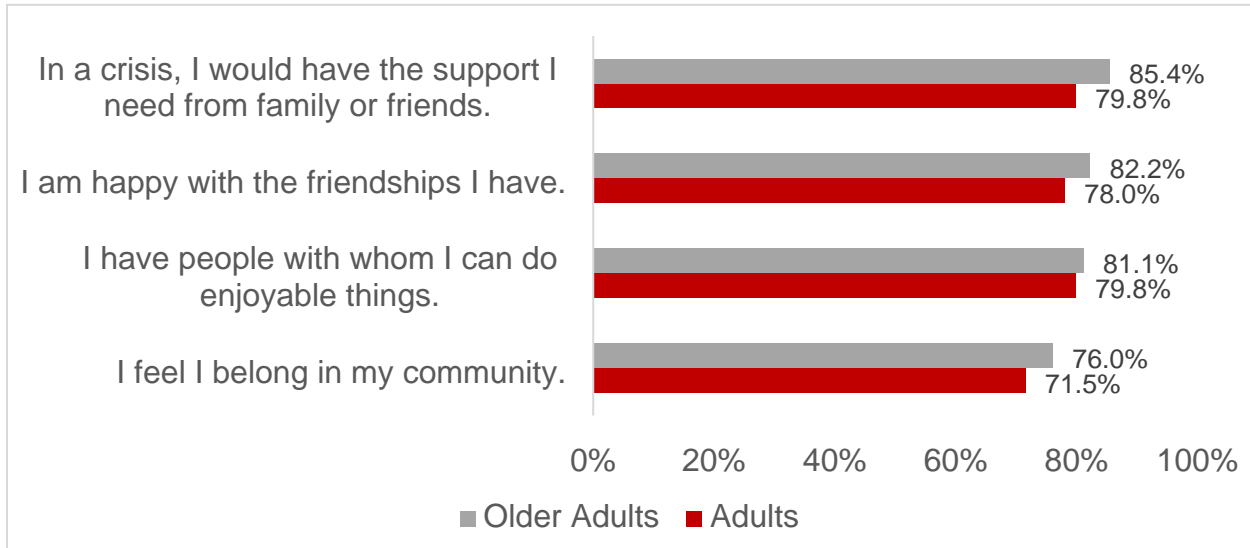 In a crisis, I would have the support I
need from family or friends.
85.4%
79.8%
I am happy with the friendships I have.
82.2%
78.0%
I have people with whom I can do
enjoyable things.
81.1%
79.8%
I feel I belong in my community.
76.0%
71.5%
0% 20% 40% 60% 80% 100%
Older Adults Adults